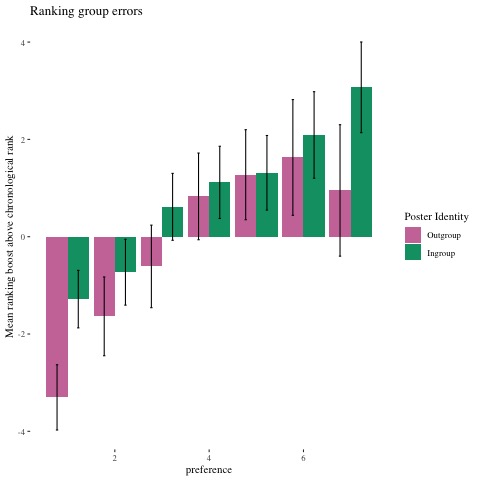 Ranking group errors
Mean ranking boost above chronological rank
4
2
0
-2
-4
2
4
6
preference
Poster Identity
Outgroup
Ingroup